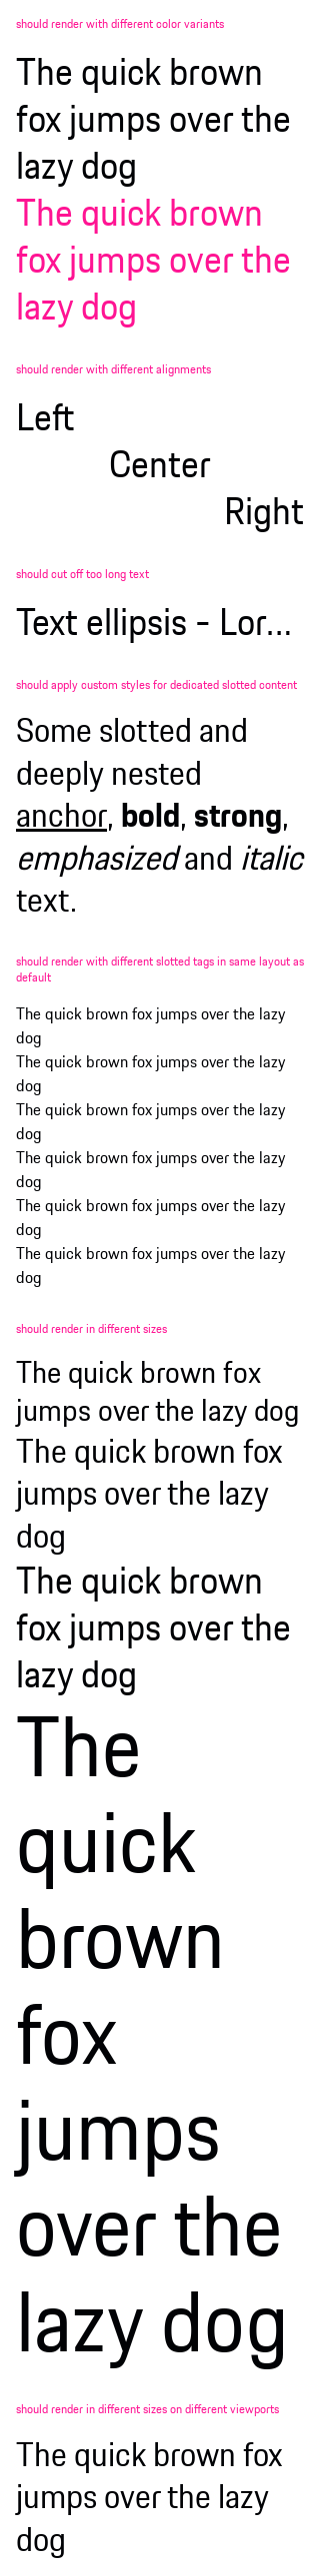 should render with different color variants
The quick brown
fox jumps over the
lazy dog
The quick brown
fox jumps over the
lazy dog
should render with different alignments
Left
Center
Right
should cut off too long text
Text ellipsis - Lor...
should apply custom styles for dedicated slotted content
Some slotted and
deeply nested
anchor, bold, strong,
emphasized and italic
text.
should render with different slotted tags in same layout as
default
The quick brown fox jumps over the lazy
dog
The quick brown fox jumps over the lazy
dog
The quick brown fox jumps over the lazy
dog
The quick brown fox jumps over the lazy
dog
The quick brown fox jumps over the lazy
dog
The quick brown fox jumps over the lazy
dog
should render in different sizes
The quick brown fox
jumps over the lazy dog
The quick brown fox
jumps over the lazy
dog
The quick brown
fox jumps over the
lazy dog
The
quick
brown
fox
jumps
over the
lazy dog
should render in different sizes on different viewports
The quick brown fox
jumps over the lazy
dog